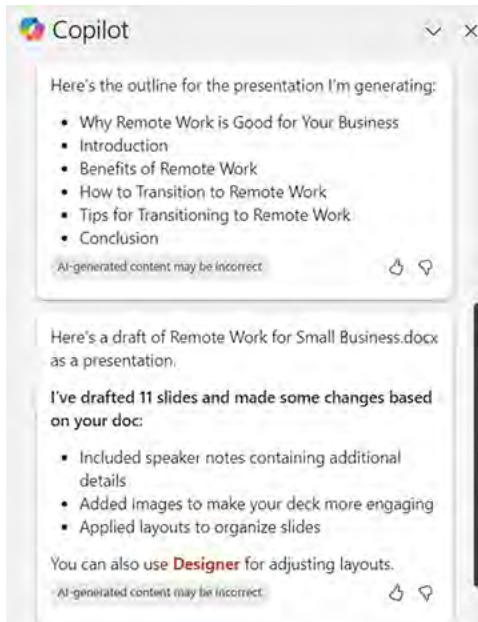 Copilot
Here's the outline for the presentation I'm generating:
• Why Remote Work is Good for Your Business
• Introduction
• Benefits of Remote Work
• How to Transition to Remote Work
• Tips for Transitioning to Remote Work
• Conclusion
AI-generated content may be incorrect
Here's a draft of Remote Work for Small Business.docx
as a presentation.
I've drafted 11 slides and made some changes based
on your doc:
• Included speaker notes containing additional
details
• Added images to make your deck more engaging
• Applied layouts to organize slides
You can also use Designer for adjusting layouts.
AI-generated content may be incorrect